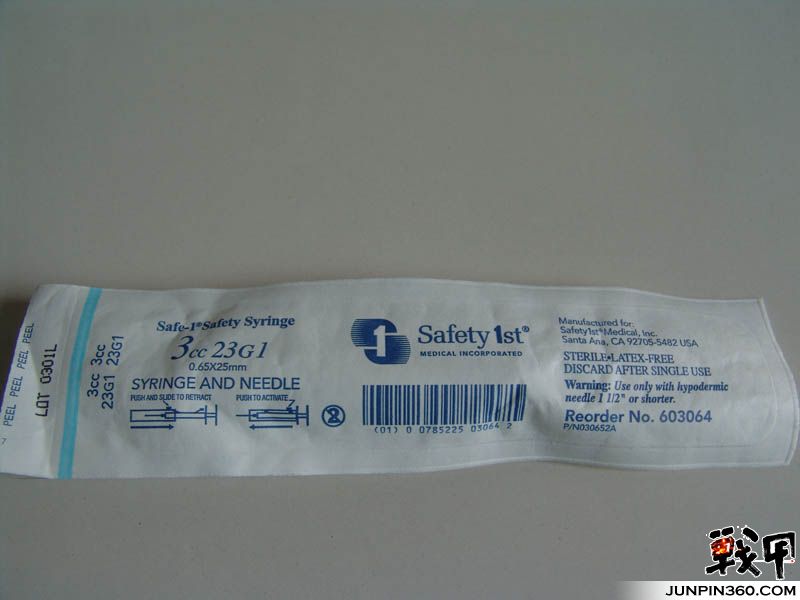 PEEL PEEL PEEL PEEL
LOT 0301L
7
3cc 3cc
23G1 23G1
Safe-1® Safety Syringe
3cc 23G1
0.65X25mm
SYRINGE AND NEEDLE
PUSH AND SLIDE TO RETRACT PUSH TO ACTIVATE
2
1 Safety 1st®
MEDICAL INCORPORATED
(01) 0 0785225 03064 2
Manufactured for:
Safety1st® Medical, Inc.
Santa Ana, CA 92705-5482 USA
STERILE•LATEX-FREE
DISCARD AFTER SINGLE USE
Warning: Use only with hypodermic
needle 1 1/2" or shorter.
Reorder No. 603064
P/N030652A
戰甲
JUNPIN360.COM